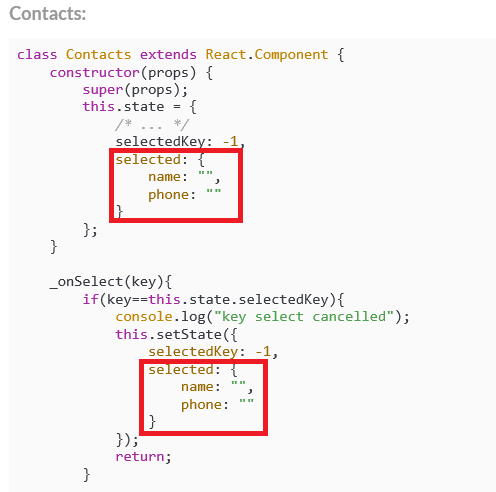 Contacts:
class Contacts extends React.Component {
    constructor(props) {
        super(props);
        this.state = {
            /* ... */
            selectedKey: -1,
            selected: {
                name: "",
                phone: ""
            }
        };
    }

    _onSelect(key){
        if(key==this.state.selectedKey){
            console.log("key select cancelled");
            this.setState({
                selectedKey: -1,
                selected: {
                    name: "",
                    phone: ""
                }
            });
            return;
        }